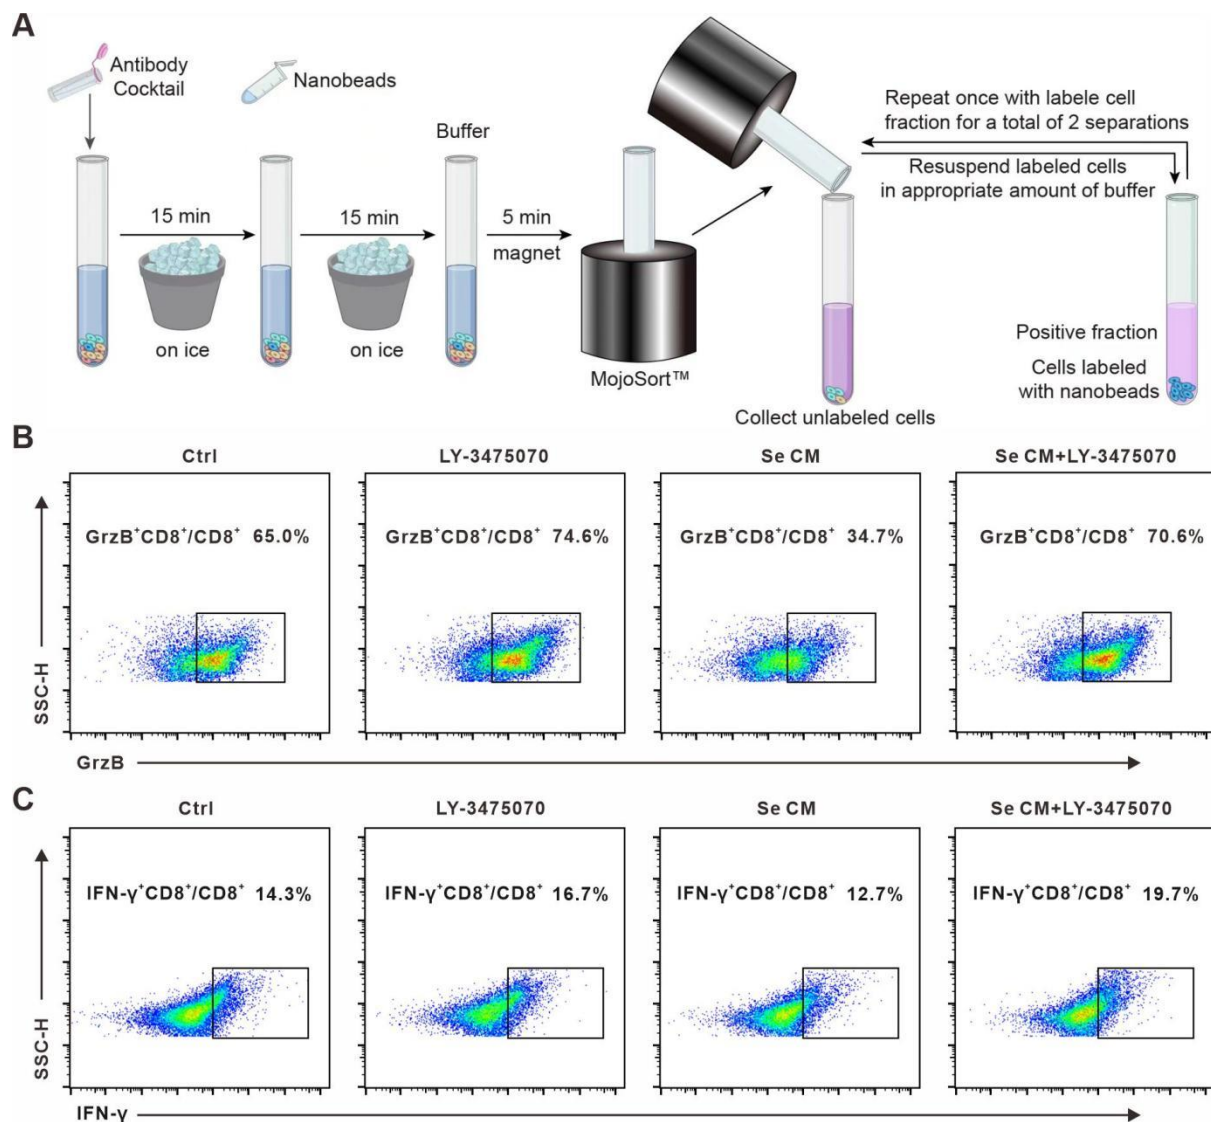 A
Antibody
Cocktail
Nanobeads
Buffer
15 min
on ice
15 min
on ice
5 min
magnet
MojoSort™
Repeat once with labele cell
fraction for a total of 2 separations
Resuspend labeled cells
in appropriate amount of buffer
Collect unlabeled cells
Positive fraction
Cells labeled
with nanobeads
B
Ctrl
LY-3475070
Se CM
Se CM+LY-3475070
GrzB⁺CD8⁺/CD8⁺ 65.0%
GrzB⁺CD8⁺/CD8⁺ 74.6%
GrzB⁺CD8⁺/CD8⁺ 34.7%
GrzB⁺CD8⁺/CD8⁺ 70.6%
SSC-H
GrzB
C
Ctrl
LY-3475070
Se CM
Se CM+LY-3475070
IFN-γ⁺CD8⁺/CD8⁺ 14.3%
IFN-γ⁺CD8⁺/CD8⁺ 16.7%
IFN-γ⁺CD8⁺/CD8⁺ 12.7%
IFN-γ⁺CD8⁺/CD8⁺ 19.7%
SSC-H
IFN-γ